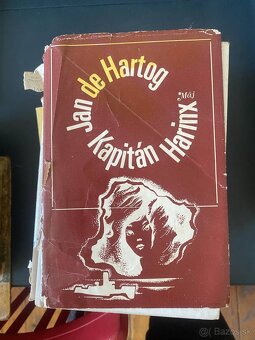 Jan de Hartog
Kapitán Harinx
Máj
bazos.sk